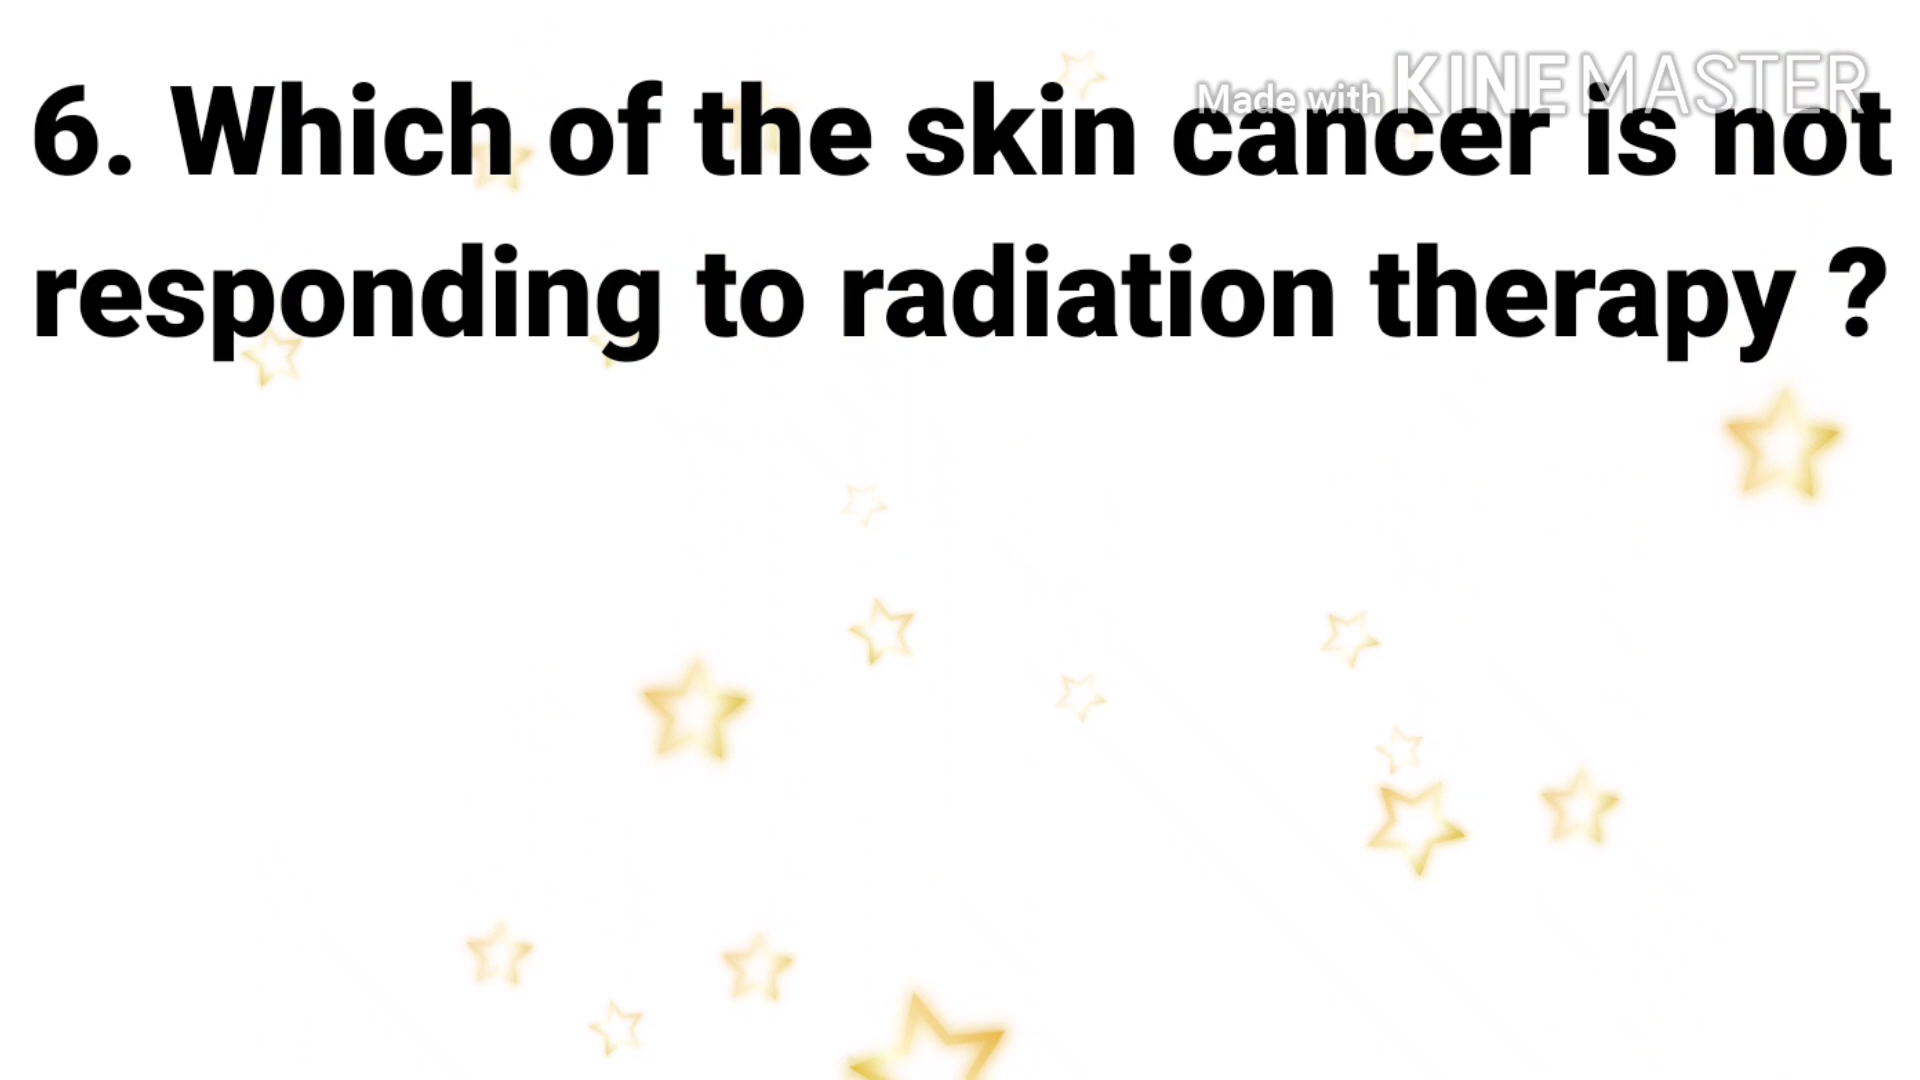 Made with KINEMASTER
6. Which of the skin cancer is not
responding to radiation therapy ?